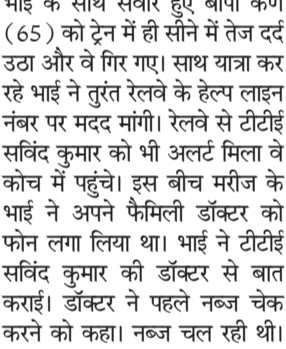 भाई के साथ सवार हुए बापी कर्ण
(65) को ट्रेन में ही सीने में तेज दर्द
उठा और वे गिर गए। साथ यात्रा कर
रहे भाई ने तुरंत रेलवे के हेल्प लाइन
नंबर पर मदद मांगी। रेलवे से टीटीई
सविंद कुमार को भी अलर्ट मिला वे
कोच में पहुंचे। इस बीच मरीज के
भाई ने अपने फैमिली डॉक्टर को
फोन लगा लिया था। भाई ने टीटीई
सविंद कुमार की डॉक्टर से बात
कराई। डॉक्टर ने पहले नब्ज चेक
करने को कहा। नब्ज चल रही थी।